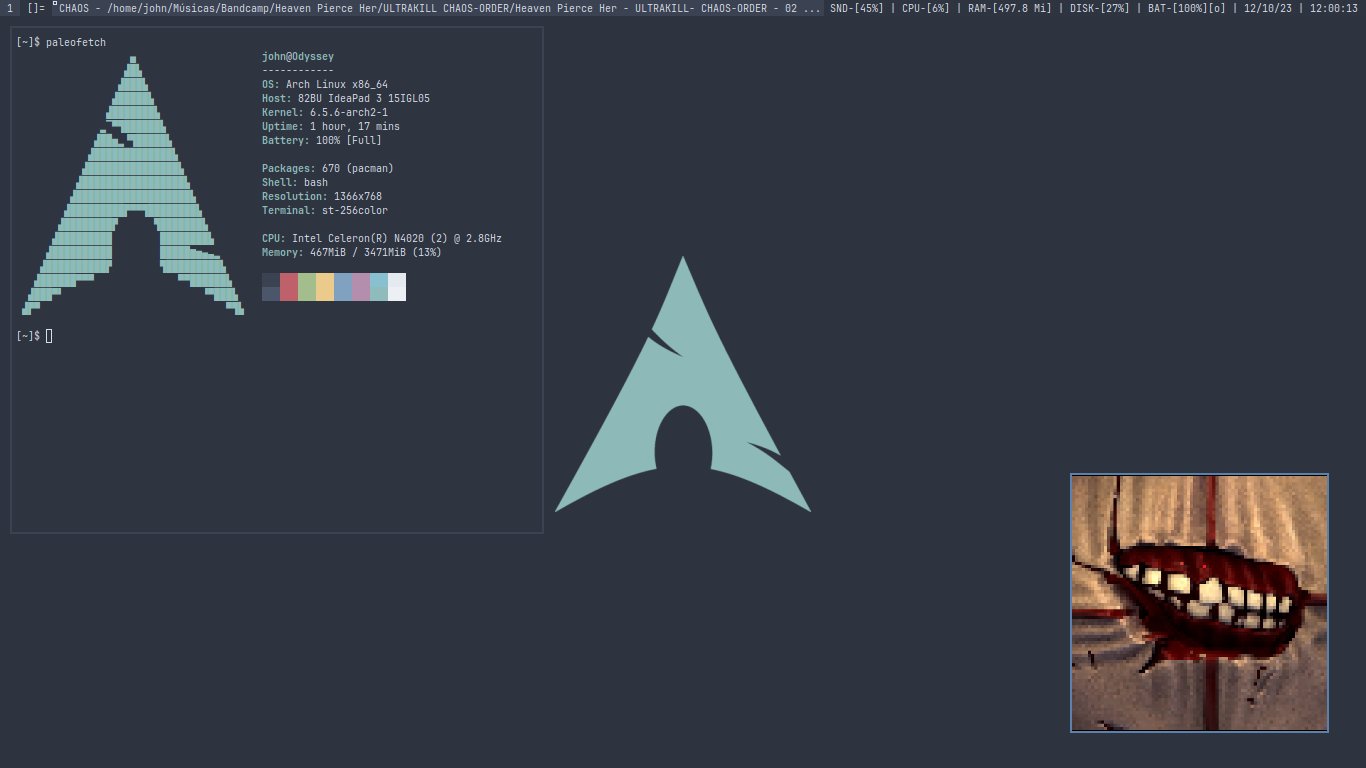 1 []= CHAOS - /home/john/Músicas/Bandcamp/Heaven Pierce Her/ULTRAKILL CHAOS-ORDER/Heaven Pierce Her - ULTRAKILL- CHAOS-ORDER - 02 ... SND-[45%] | CPU-[6%] | RAM-[497.8 Mi] | DISK-[27%] | BAT-[100%][o] | 12/10/23 | 12:00:13
[~]$ paleofetch
john@Odyssey
------------
OS: Arch Linux x86_64
Host: 82BU IdeaPad 3 15IGL05
Kernel: 6.5.6-arch2-1
Uptime: 1 hour, 17 mins
Battery: 100% [Full]
Packages: 670 (pacman)
Shell: bash
Resolution: 1366x768
Terminal: st-256color
CPU: Intel Celeron(R) N4020 (2) @ 2.8GHz
Memory: 467MiB / 3471MiB (13%)
[~]$